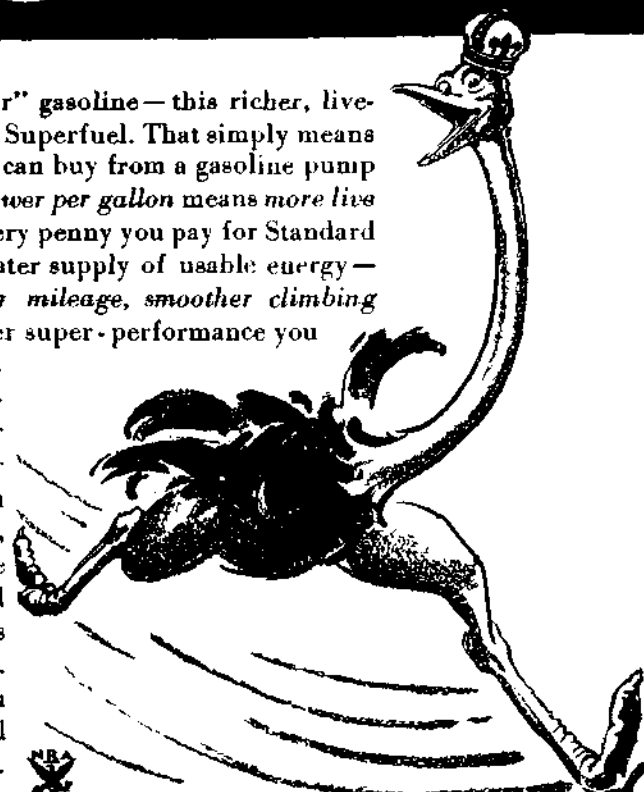 r" gasoline—this richer, live-
Superfuel. That simply means
can buy from a gasoline pump
wer per gallon means more live
ery penny you pay for Standard
ater supply of usable energy—
r mileage, smoother climbing
er super-performance you
NRA